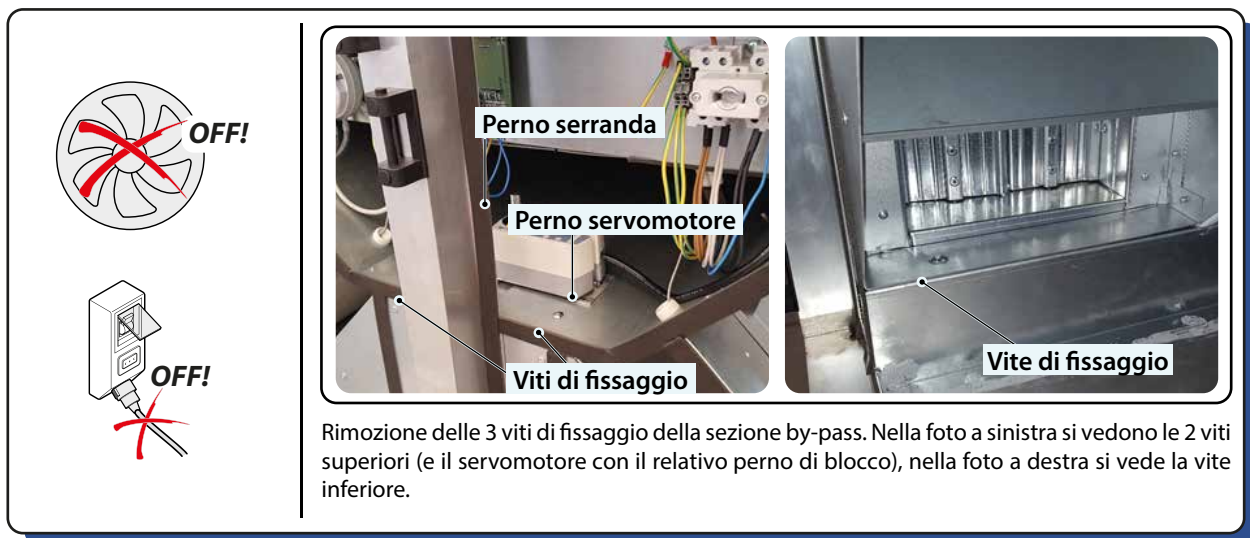 OFF!
OFF!
Perno serranda
Perno servomotore
Viti di fissaggio
Vite di fissaggio
Rimozione delle 3 viti di fissaggio della sezione by-pass. Nella foto a sinistra si vedono le 2 viti
superiori (e il servomotore con il relativo perno di blocco), nella foto a destra si vede la vite
inferiore.